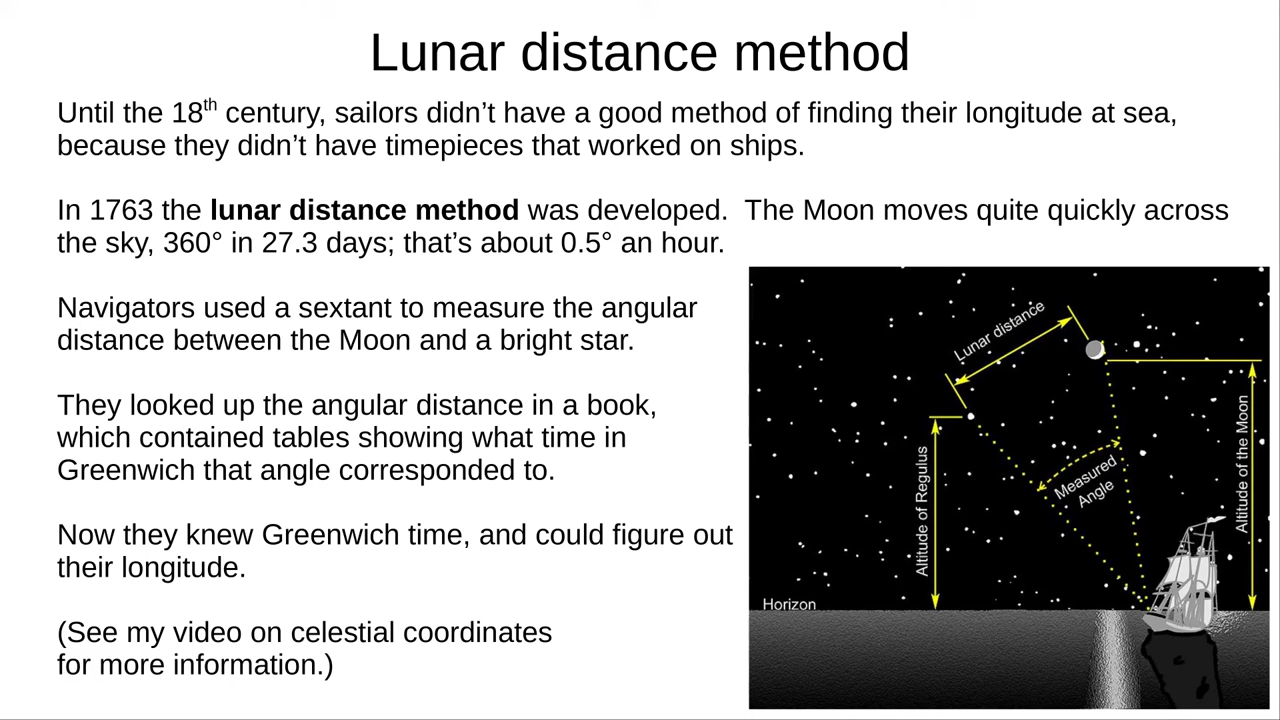 Lunar distance method
Until the 18th century, sailors didn’t have a good method of finding their longitude at sea,
because they didn’t have timepieces that worked on ships.
In 1763 the lunar distance method was developed.  The Moon moves quite quickly across
the sky, 360° in 27.3 days; that’s about 0.5° an hour.
Navigators used a sextant to measure the angular
distance between the Moon and a bright star.
They looked up the angular distance in a book,
which contained tables showing what time in
Greenwich that angle corresponded to.
Now they knew Greenwich time, and could figure out
their longitude.
(See my video on celestial coordinates
for more information.)
Lunar distance
Altitude of Regulus
Measured
Angle
Altitude of the Moon
Horizon